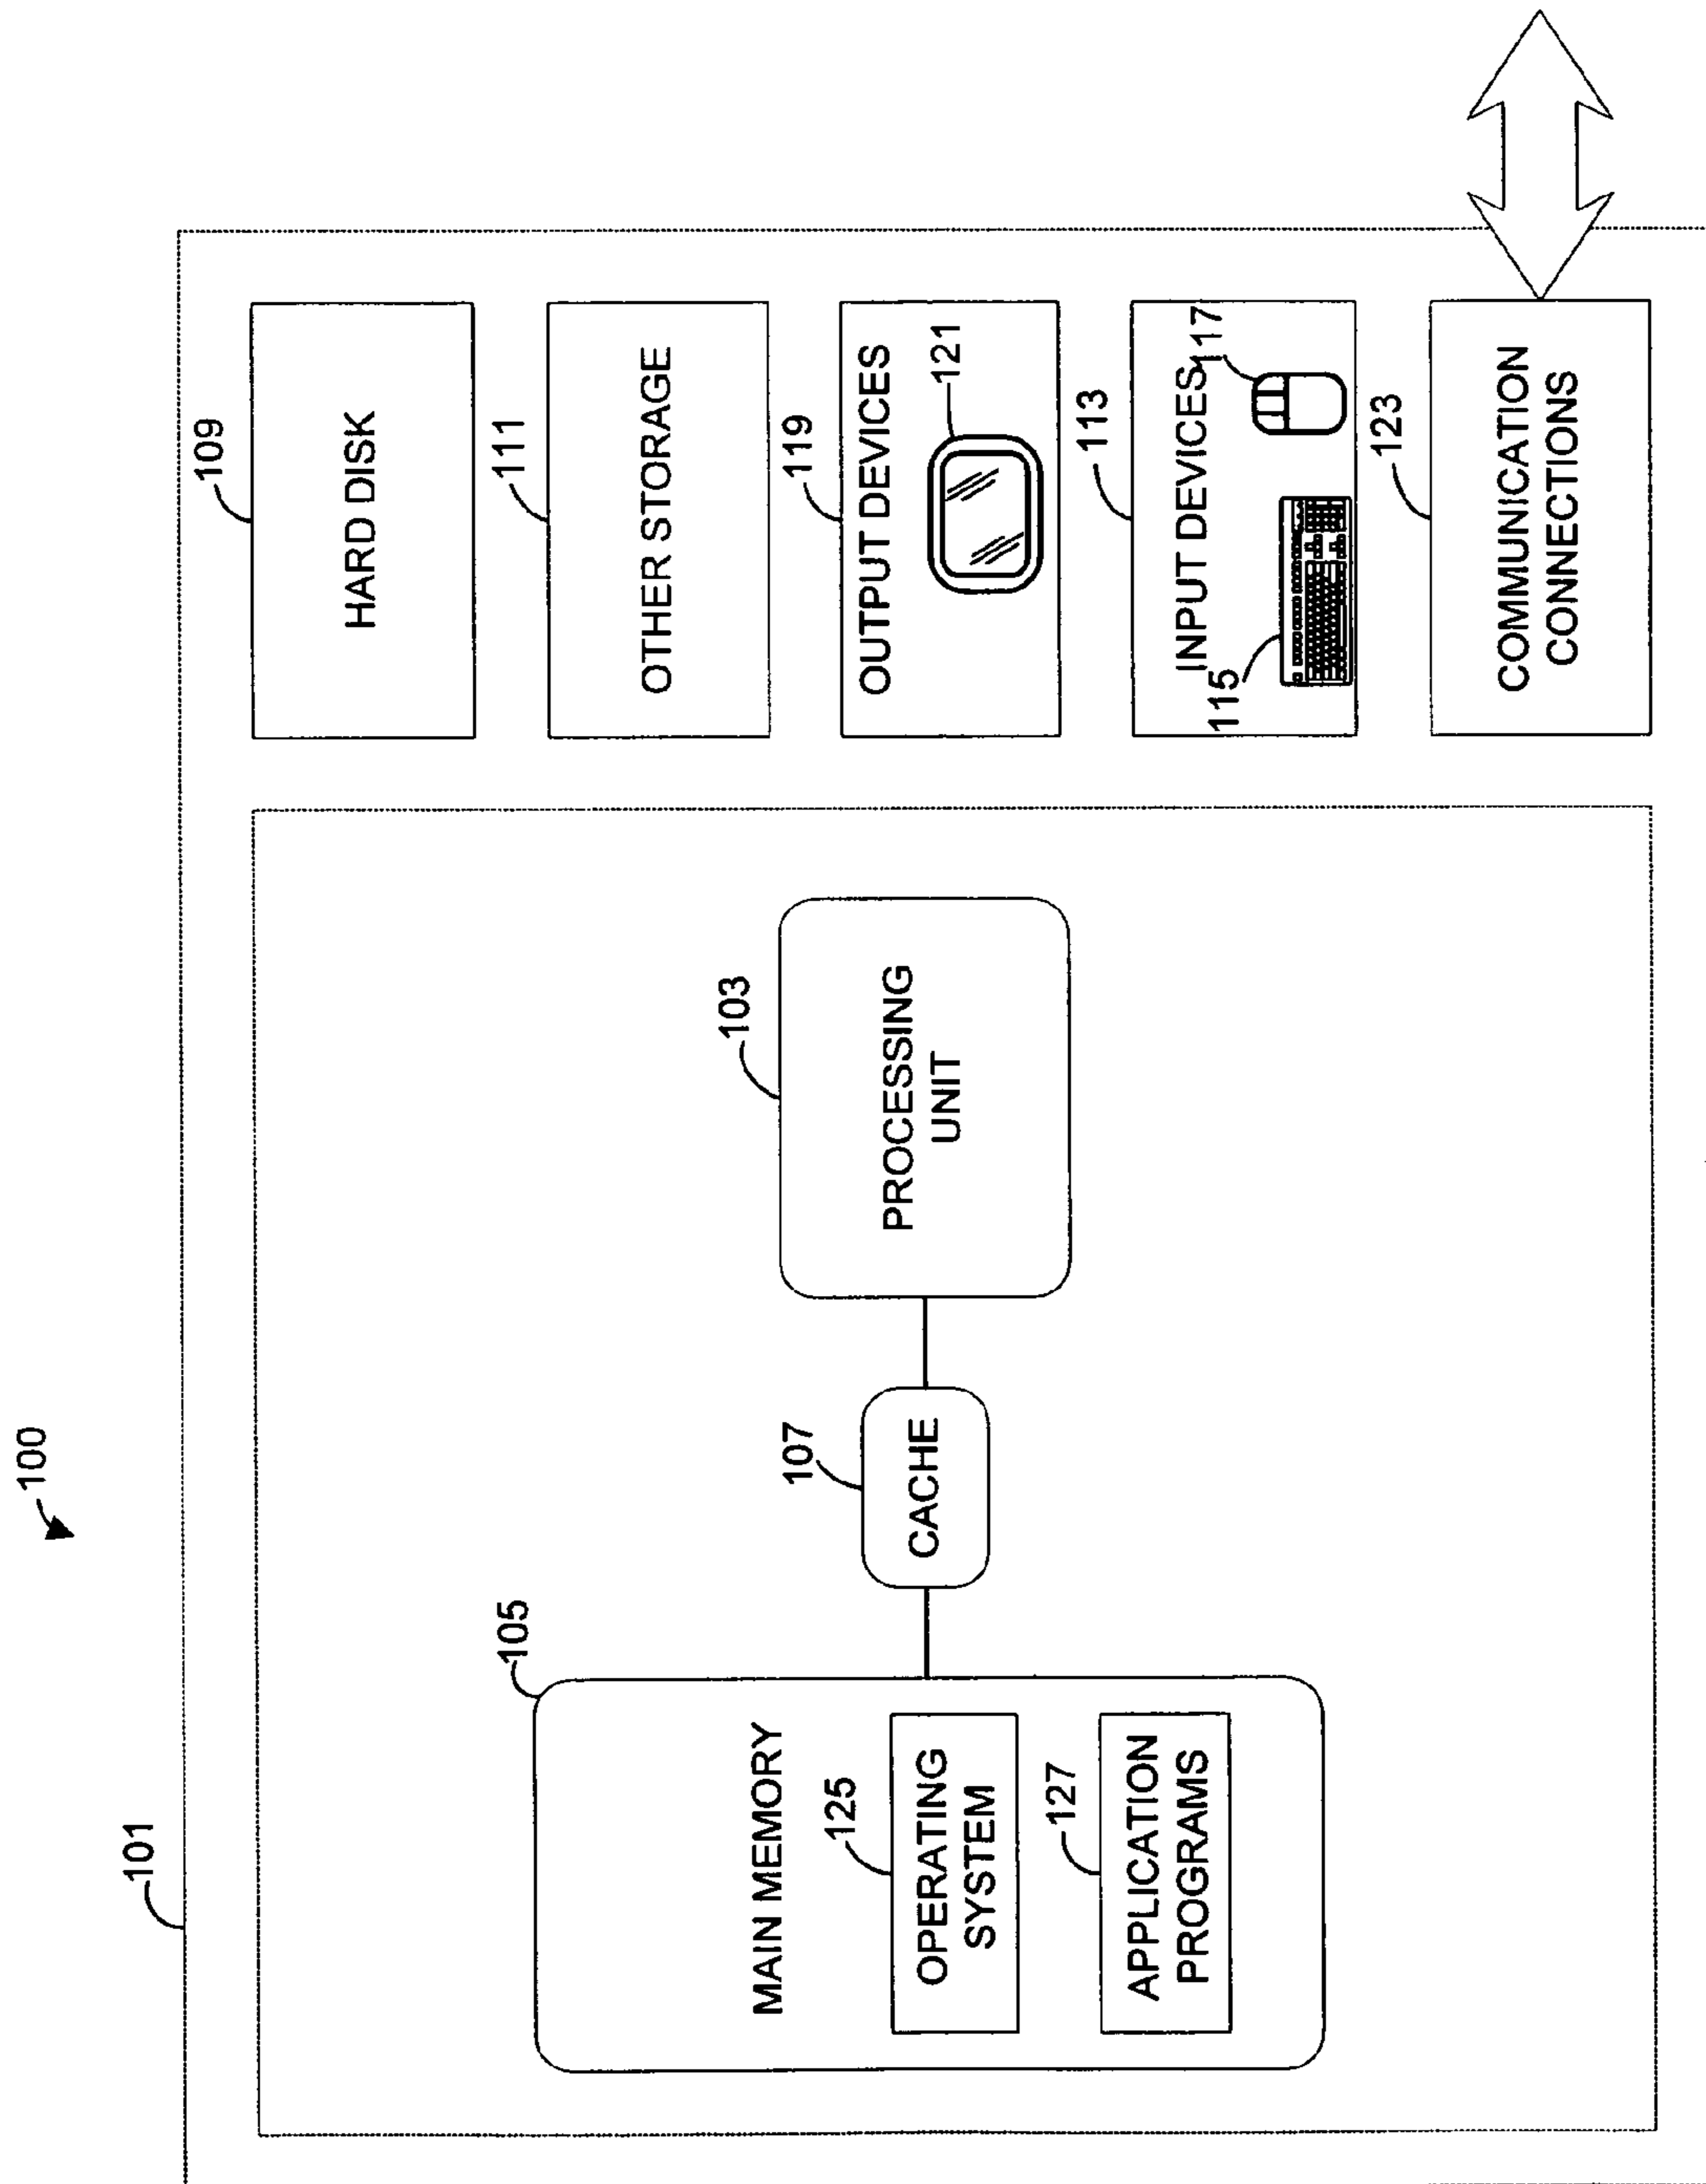 100
101
105
MAIN MEMORY
125
OPERATING
SYSTEM
127
APPLICATION
PROGRAMS
107
CACHE
103
PROCESSING
UNIT
109
HARD DISK
111
OTHER STORAGE
119
OUTPUT DEVICES
121
113
INPUT DEVICES
117
115
123
COMMUNICATION
CONNECTIONS